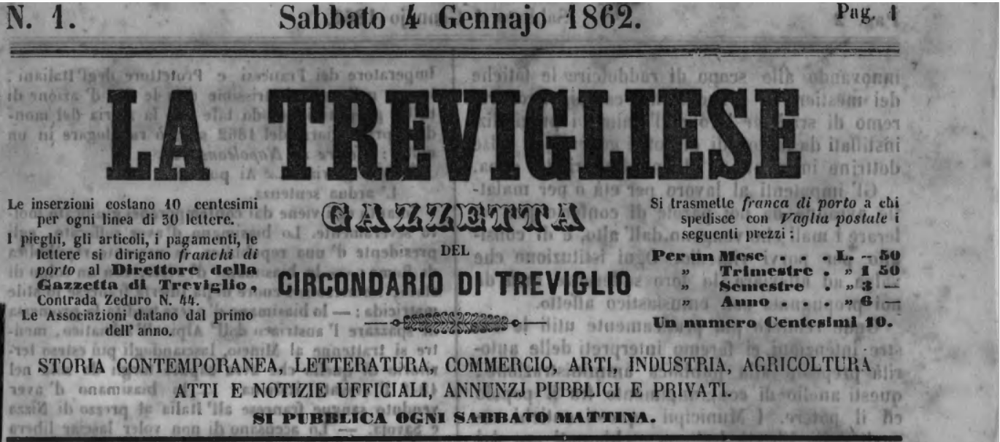 N. 1. Sabbato 4 Gennajo 1862. Pag. 1
LA TREVIGLIESE
Le inserzioni costano 10 centesimi
per ogni linea di 30 lettere.
I pieghi, gli articoli, i pagamenti, le
lettere si dirigano franchi di
porto al Direttore della
Gazzetta di Treviglio,
Contrada Zeduro N. 44.
Le Associazioni datano dal primo
dell' anno.
GAZZETTA
DEL
CIRCONDARIO DI TREVIGLIO
Si trasmette franca di porto a chi
spedisce con Vaglia postale i
seguenti prezzi:
Per un Mese . . . L. – 50
„ Trimestre . „ 1 50
„ Semestre . „ 3 —
„ Anno . . . „ 6 —
Un numero Centesimi 10.
STORIA CONTEMPORANEA, LETTERATURA, COMMERCIO, ARTI, INDUSTRIA, AGRICOLTURA
ATTI E NOTIZIE UFFICIALI, ANNUNZJ PUBBLICI E PRIVATI.
SI PUBBLICA OGNI SABBATO MATTINA.